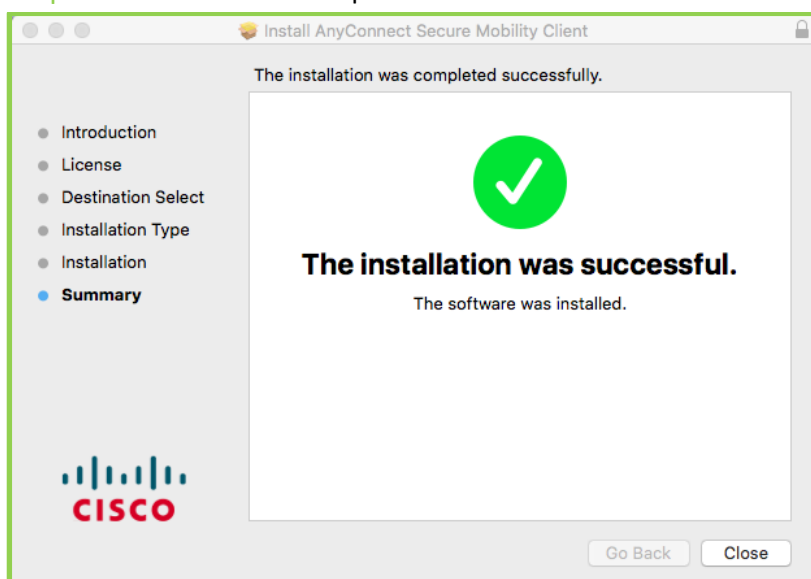 Install AnyConnect Secure Mobility Client
The installation was completed successfully.
Introduction
License
Destination Select
Installation Type
Installation
Summary
The installation was successful.
The software was installed.
CISCO
Go Back
Close